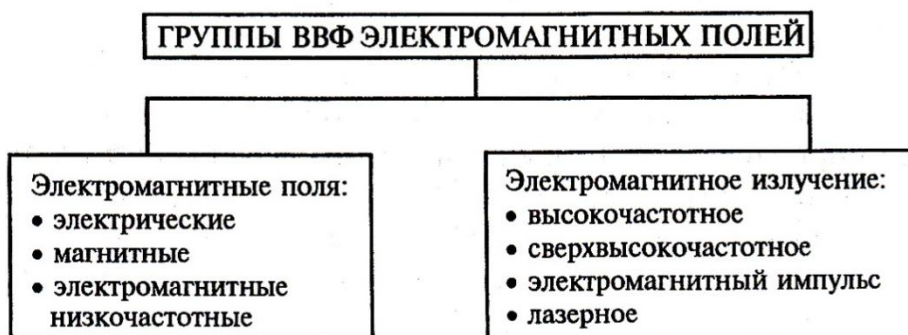 ГРУППЫ ВВФ ЭЛЕКТРОМАГНИТНЫХ ПОЛЕЙ
Электромагнитные поля:
• электрические
• магнитные
• электромагнитные
низкочастотные
Электромагнитное излучение:
• высокочастотное
• сверхвысокочастотное
• электромагнитный импульс
• лазерное